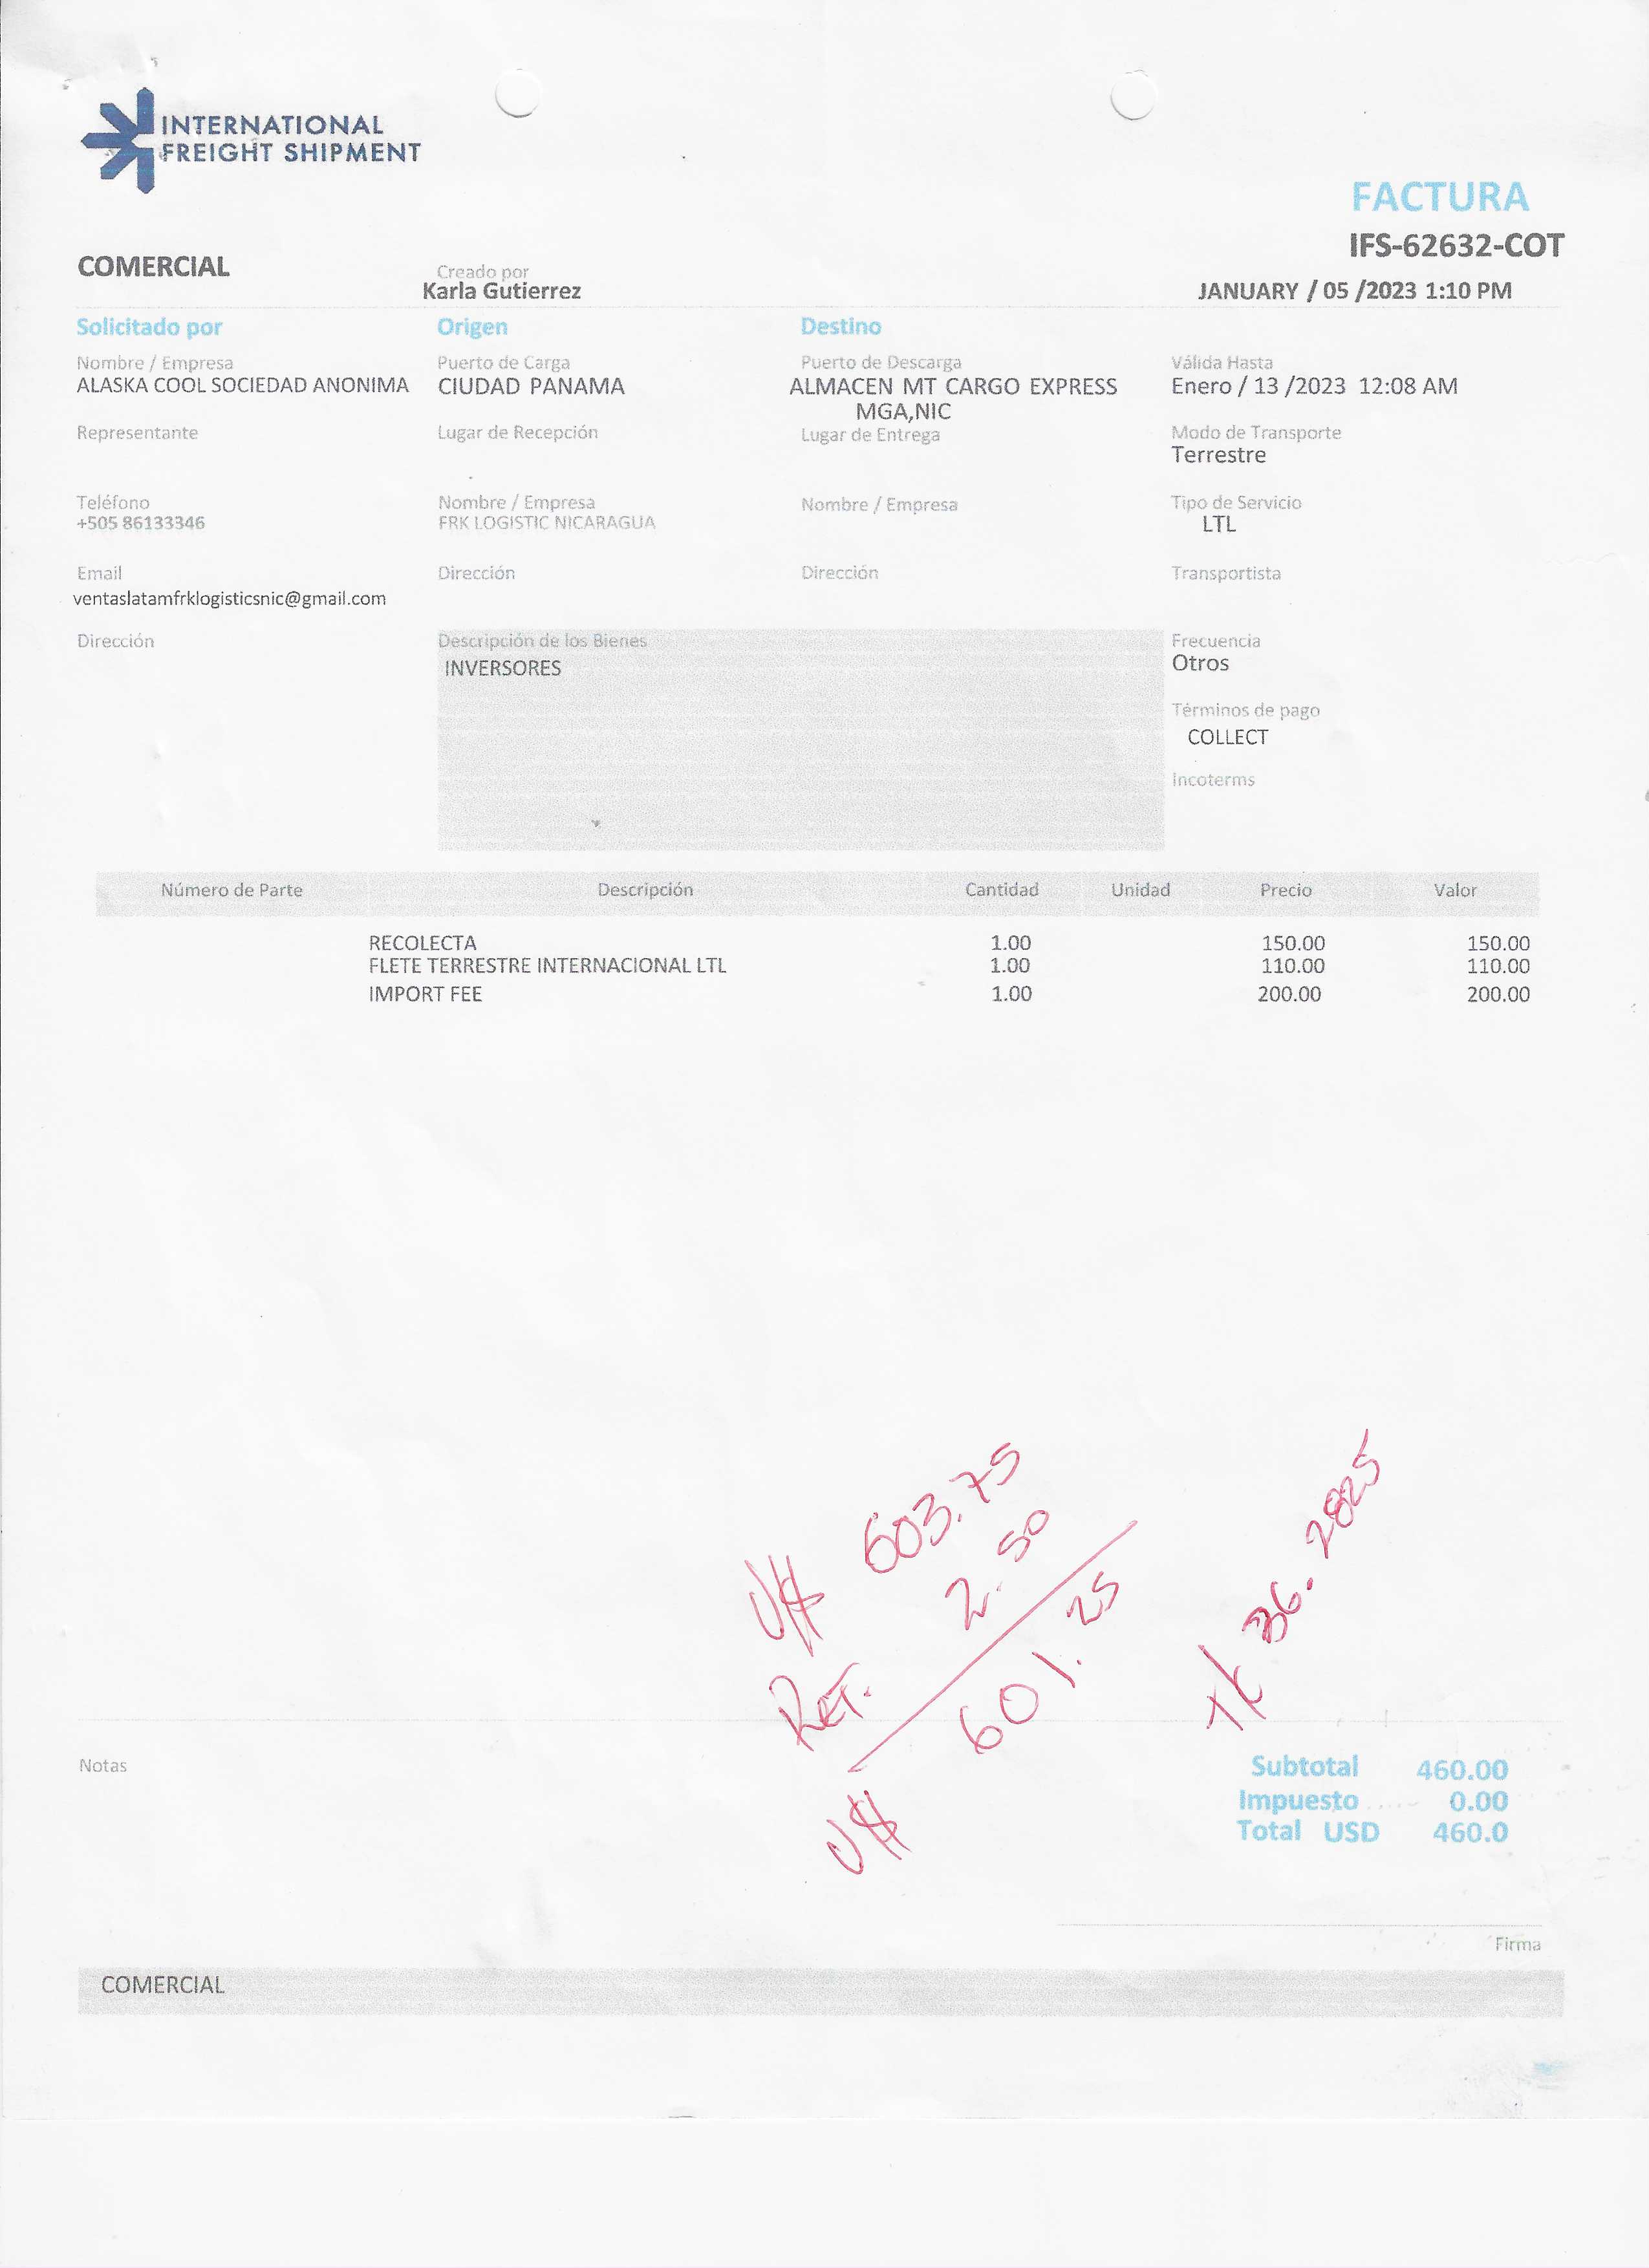 INTERNATIONAL
FREIGHT SHIPMENT
FACTURA
IFS-62632-COT
COMERCIAL
Creado por
Karla Gutierrez
JANUARY / 05 /2023 1:10 PM
Solicitado por
Origen
Destino
Nombre / Empresa
Puerto de Carga
Puerto de Descarga
Válida Hasta
ALASKA COOL SOCIEDAD ANONIMA
CIUDAD PANAMA
ALMACEN MT CARGO EXPRESS
MGA,NIC
Enero / 13 /2023 12:08 AM
Representante
Lugar de Recepción
Lugar de Entrega
Modo de Transporte
Terrestre
Teléfono
Nombre / Empresa
Nombre / Empresa
Tipo de Servicio
+505 86133346
FRK LOGISTIC NICARAGUA
LTL
Email
Dirección
Dirección
Transportista
ventaslatamfrklogisticsnic@gmail.com
Dirección
Descripción de los Bienes
Frecuencia
INVERSORES
Otros
Términos de pago
COLLECT
Incoterms
Número de Parte Descripción Cantidad Unidad Precio Valor
RECOLECTA 1.00 150.00 150.00
FLETE TERRESTRE INTERNACIONAL LTL 1.00 110.00 110.00
IMPORT FEE 1.00 200.00 200.00
U$ 603.75
RET. 2.50
U$ 601.25
36.2825
Notas
Subtotal 460.00
Impuesto 0.00
Total USD 460.0
Firma
COMERCIAL